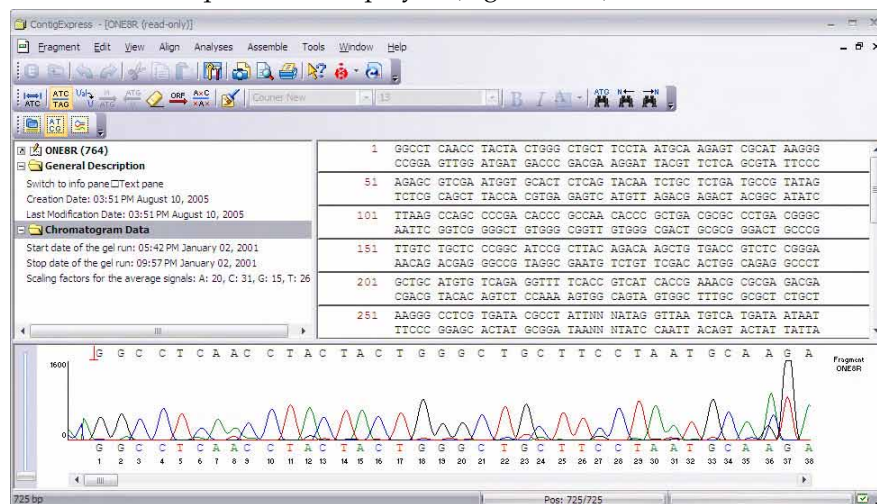 ContigExpress - [ONE8R (read-only)]
Fragment Edit View Align Analyses Assemble Tools Window Help
Courier New 13
ONE8R (764)
General Description
Switch to info pane Text pane
Creation Date: 03:51 PM August 10, 2005
Last Modification Date: 03:51 PM August 10, 2005
Chromatogram Data
Start date of the gel run: 05:42 PM January 02, 2001
Stop date of the gel run: 09:57 PM January 02, 2001
Scaling factors for the average signals: A: 20, C: 31, G: 15, T: 26
1 GGCCT CAACC TACTA CTGGG CTGCT TCCTA ATGCA AGAGT CGCAT AAGGG
CCGGA GTTGG ATGAT GACCC GACGA AGGAT TACGT TCTCA GCGTA TTCCC
51 AGAGC GTCGA ATGGT GCACT CTCAG TACAA TCTGC TCTGA TGCCG TATAG
TCTCG CAGCT TACCA CGTGA GAGTC ATGTT AGACG AGACT ACGGC ATATC
101 TTAAG CCAGC CCCGA CACCC GCCAA CACCC GCTGA CGCGC CCTGA CGGGC
AATTC GGTCG GGGCT GTGGG CGGTT GTGGG CGACT GCGCG GGACT GCCCG
151 TTGTC TGCTC CCGGC ATCCG CTTAC AGACA AGCTG TGACC GTCTC CGGGA
AACAG ACGAG GGCCG TAGGC GAATG TCTGT TCGAC ACTGG CAGAG GCCCT
201 GCTGC ATGTG TCAGA GGTTT TCACC GTCAT CACCG AAACG CGCGA GACGA
CGACG TACAC AGTCT CCAAA AGTGG CAGTA GTGGC TTTGC GCGCT CTGCT
251 AAGGG CCTCG TGATA CGCCT ATTNN NATAG GTTAA TGTCA TGATA ATAAT
TTCCC GGAGC ACTAT GCGGA TAANN NTATC CAATT ACAGT ACTAT TATTA
G G C C T C A A C C T A C T A C T G G G C T G C T T C C T A A T G C A A G A
1600
Fragment
ONE8R
0
G G C C T C A A C C T A C T A C T G G G C T G C T T C C T A A T G C A A G A
1 2 3 4 5 6 7 8 9 10 11 12 13 14 15 16 17 18 19 20 21 22 23 24 25 26 27 28 29 30 31 32 33 34 35 36 37 38
725 bp Pos: 725/725